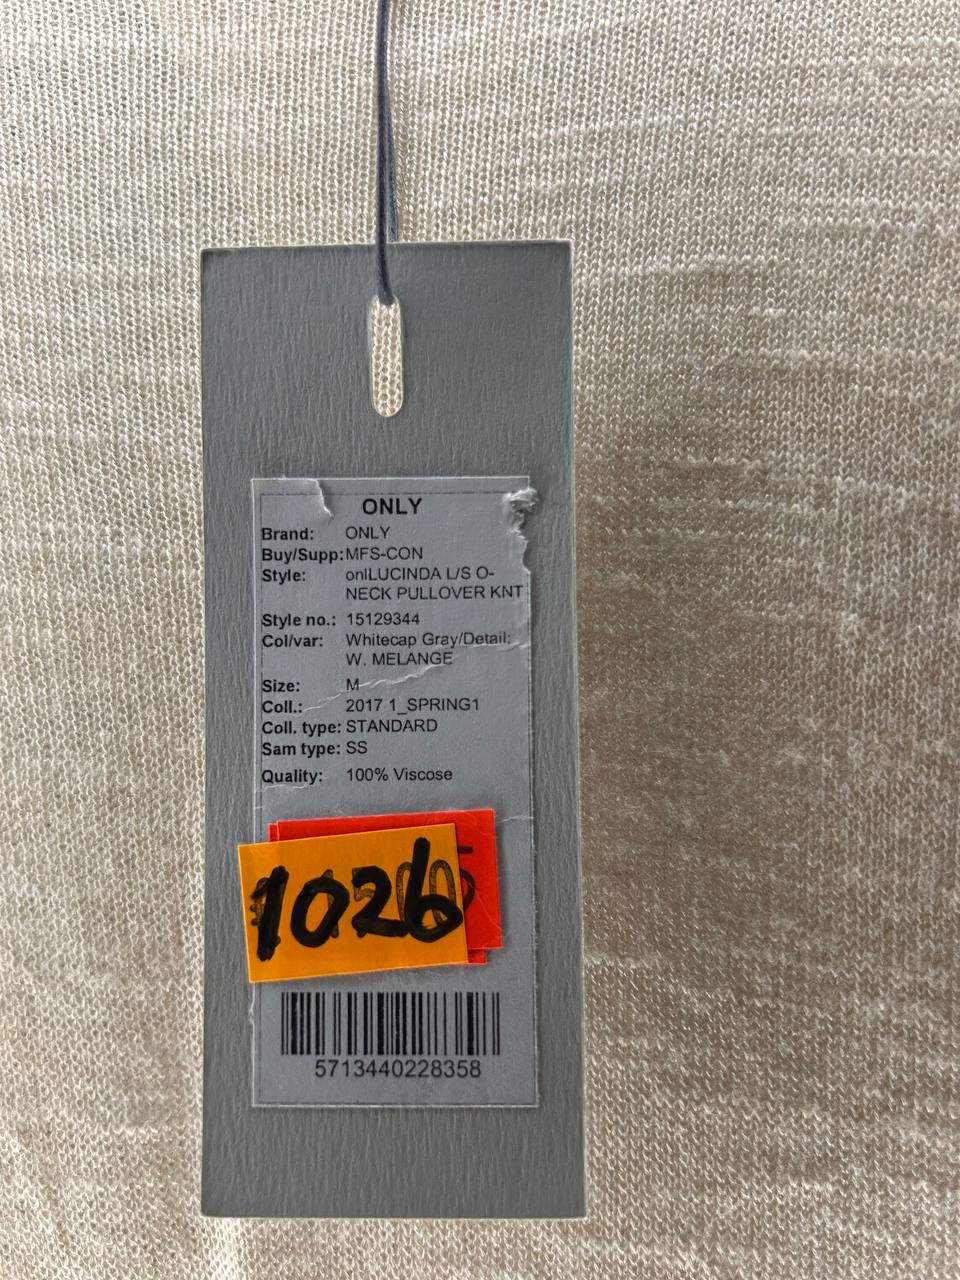 ONLY
Brand: ONLY
Buy/Supp: MFS-CON
Style: onlLUCINDA L/S O-
NECK PULLOVER KNT
Style no.: 15129344
Col/var: Whitecap Gray/Detail:
W. MELANGE
Size: M
Coll.: 2017 1_SPRING1
Coll. type: STANDARD
Sam type: SS
Quality: 100% Viscose
1026
5713440228358